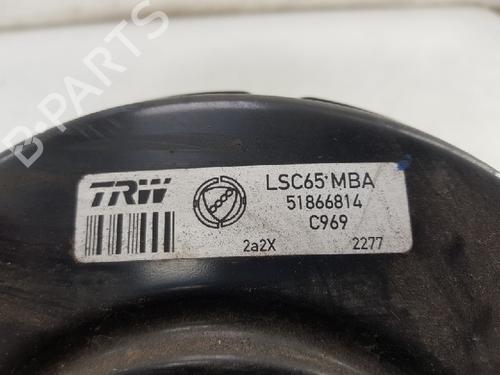 TRW
LSC65*MBA
51866814
C969
2a2X 2277
B-PARTS